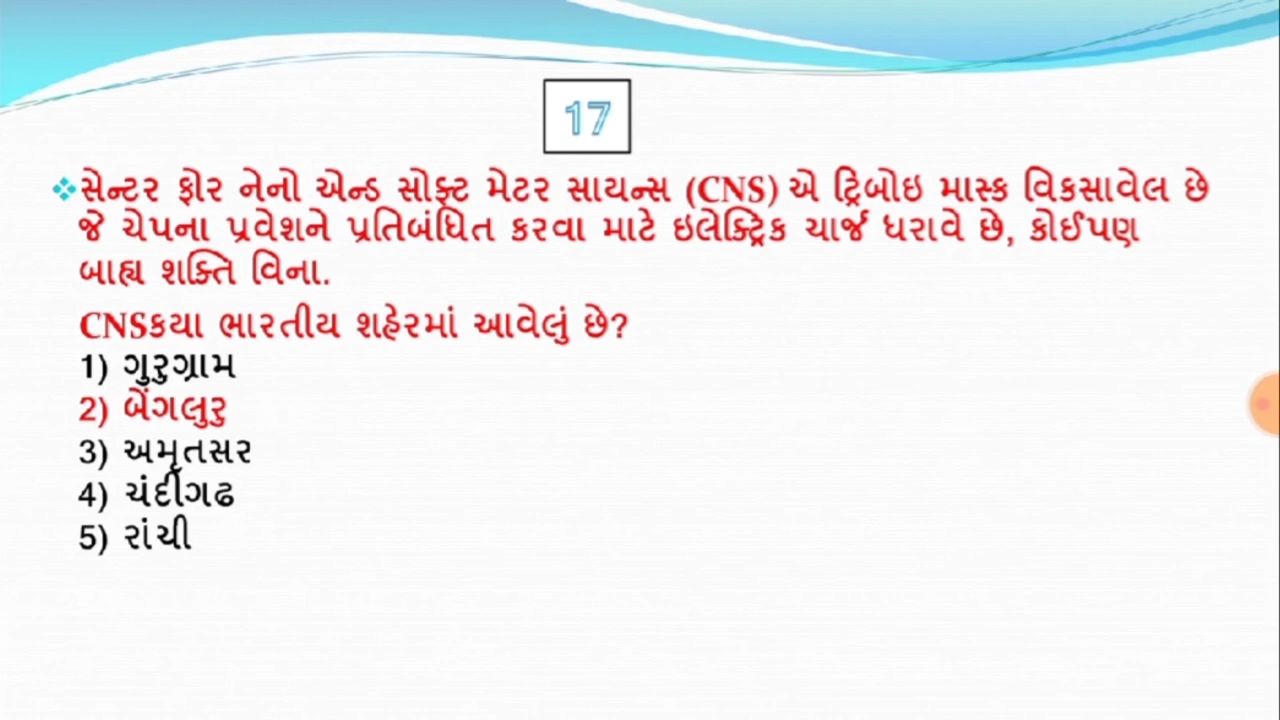 17
❖સેન્ટર ફોર નેનો એન્ડ સોફ્ટ મેટર સાયન્સ (CNS) એ ટ્રિબોઇ માસ્ક વિકસાવેલ છે
જે ચેપના પ્રવેશને પ્રતિબંધિત કરવા માટે ઇલેક્ટ્રિક ચાર્જ ધરાવે છે, કોઈપણ
બાહ્ય શક્તિ વિના.
CNSકયા ભારતીય શહેરમાં આવેલું છે?
1) ગુરુગ્રામ
2) બેંગલુરુ
3) અમૃતસર
4) ચંદીગઢ
5) રાંચી